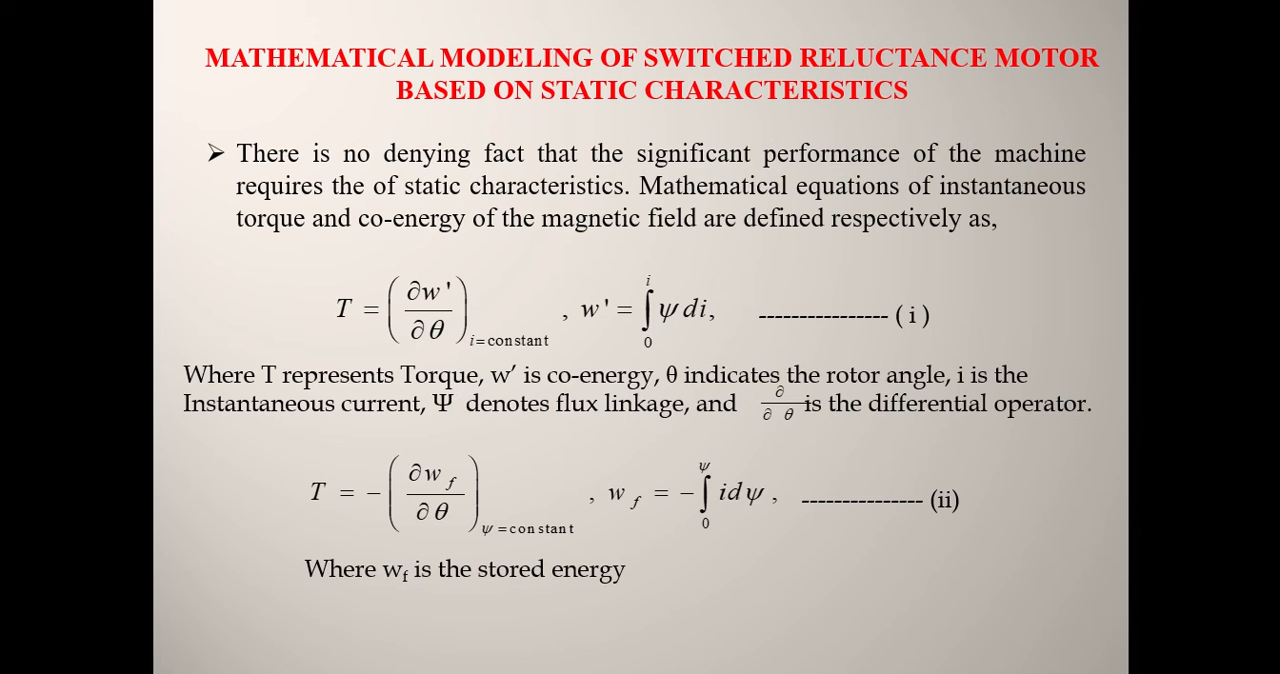 MATHEMATICAL MODELING OF SWITCHED RELUCTANCE MOTOR
BASED ON STATIC CHARACTERISTICS
➢ There is no denying fact that the significant performance of the machine
requires the of static characteristics. Mathematical equations of instantaneous
torque and co-energy of the magnetic field are defined respectively as,
T = (∂w'/∂θ)i=constant , w' = ∫₀ⁱ ψ di, ---------------- ( i )
Where T represents Torque, w′ is co-energy, θ indicates the rotor angle, i is the
Instantaneous current, Ψ denotes flux linkage, and ∂/∂θ is the differential operator.
T = −(∂w_f/∂θ)ψ=constant , w_f = −∫₀^ψ idψ , --------------- (ii)
Where w_f is the stored energy